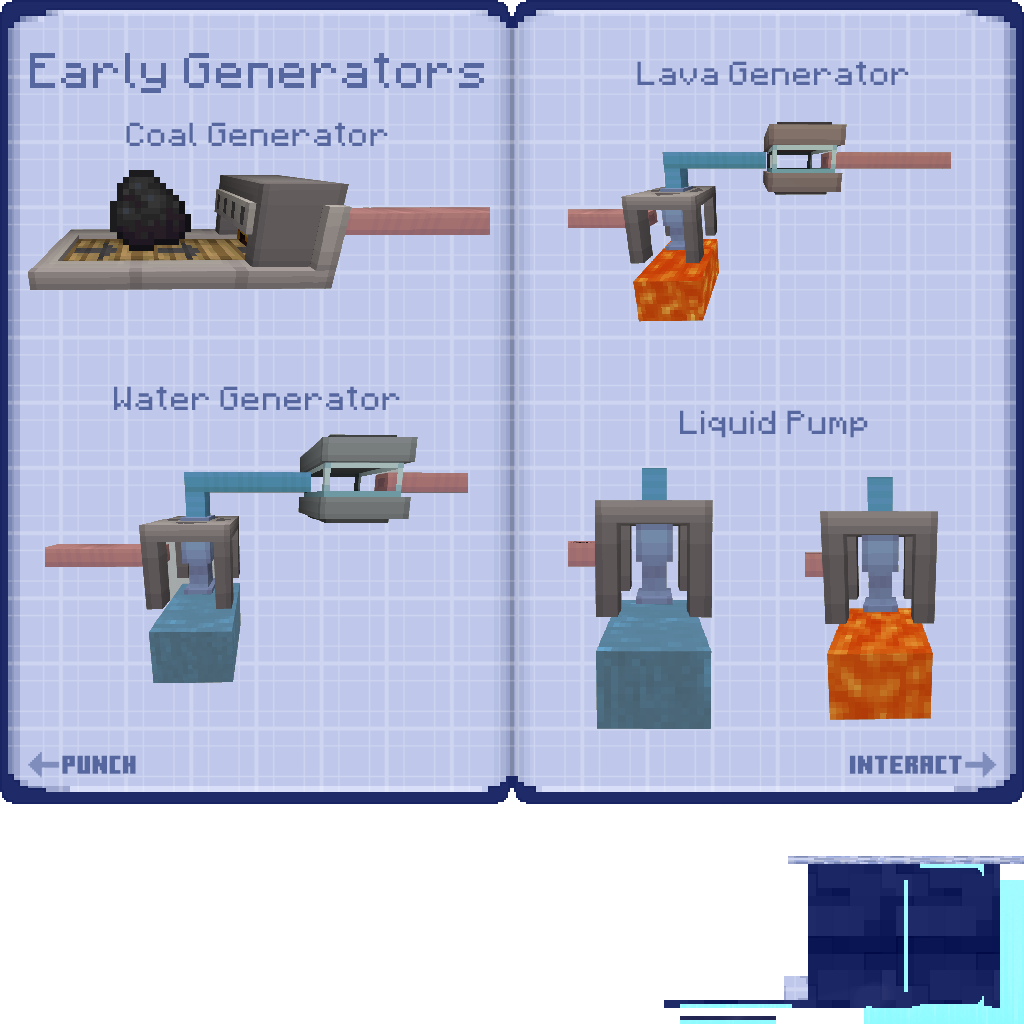 Early Generators
Coal Generator
Water Generator
PUNCH
Lava Generator
Liquid Pump
INTERACT